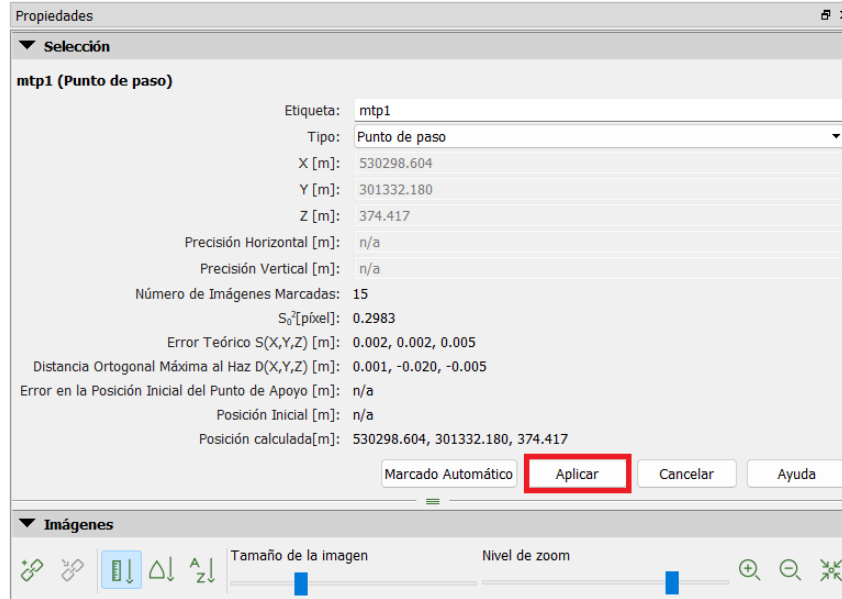 Propiedades
Selección
mtp1 (Punto de paso)
Etiqueta: mtp1
Tipo: Punto de paso
X [m]: 530298.604
Y [m]: 301332.180
Z [m]: 374.417
Precisión Horizontal [m]: n/a
Precisión Vertical [m]: n/a
Número de Imágenes Marcadas: 15
S₀²[píxel]: 0.2983
Error Teórico S(X,Y,Z) [m]: 0.002, 0.002, 0.005
Distancia Ortogonal Máxima al Haz D(X,Y,Z) [m]: 0.001, -0.020, -0.005
Error en la Posición Inicial del Punto de Apoyo [m]: n/a
Posición Inicial [m]: n/a
Posición calculada[m]: 530298.604, 301332.180, 374.417
Marcado Automático Aplicar Cancelar Ayuda
Imágenes
A Z Tamaño de la imagen Nivel de zoom